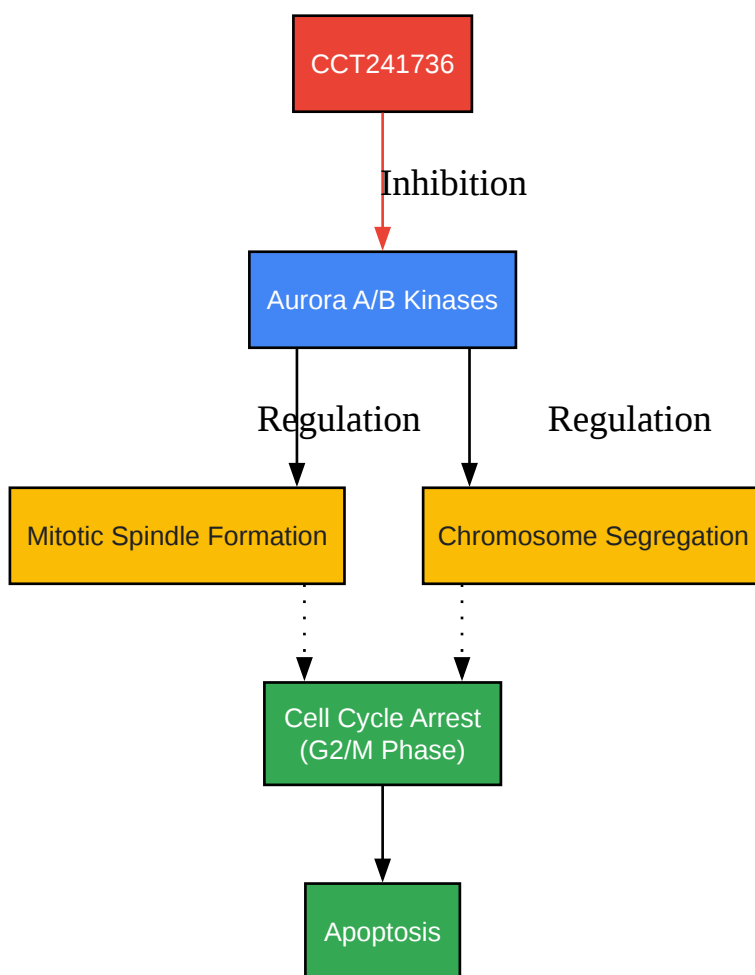 CCT241736
Inhibition
Aurora A/B Kinases
Regulation
Regulation
Mitotic Spindle Formation
Chromosome Segregation
Cell Cycle Arrest
(G2/M Phase)
Apoptosis